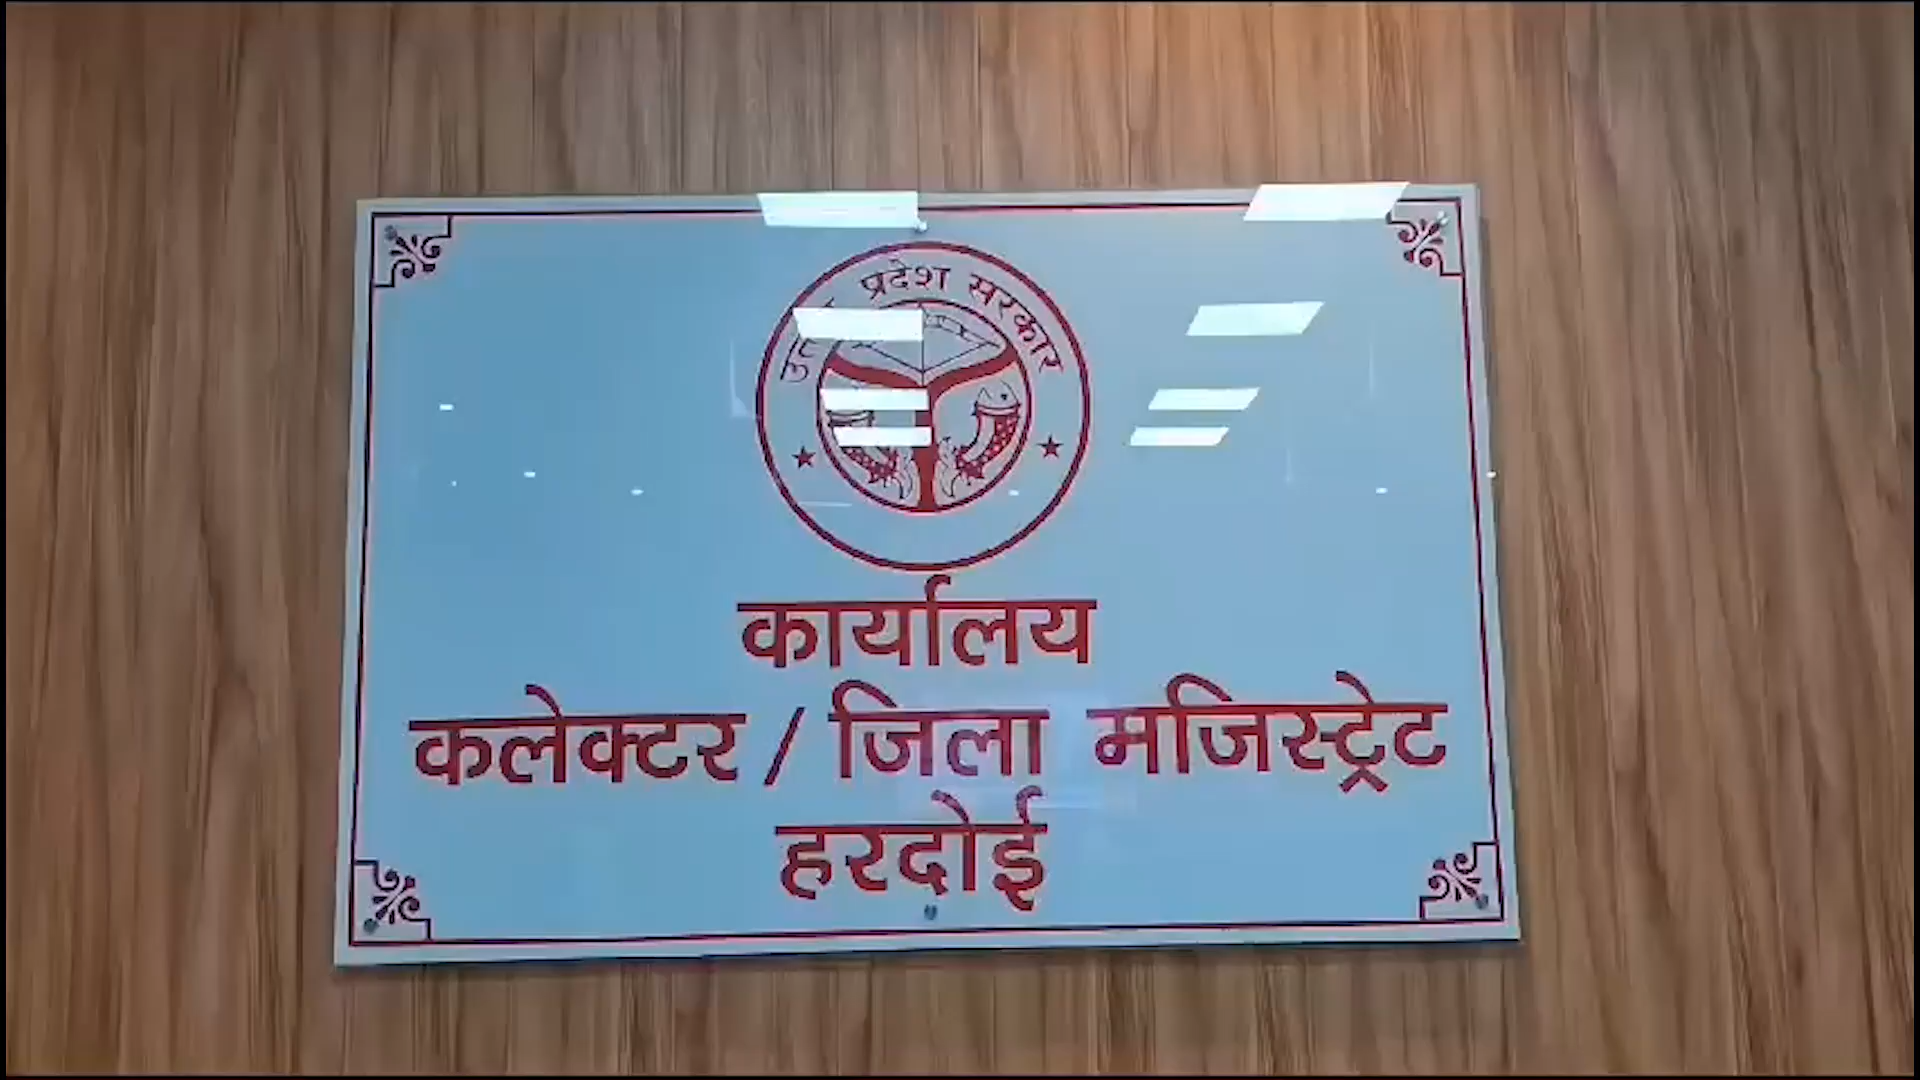 प्रदेश सरकार
कार्यालय
कलेक्टर / जिला मजिस्ट्रेट
हरदोई